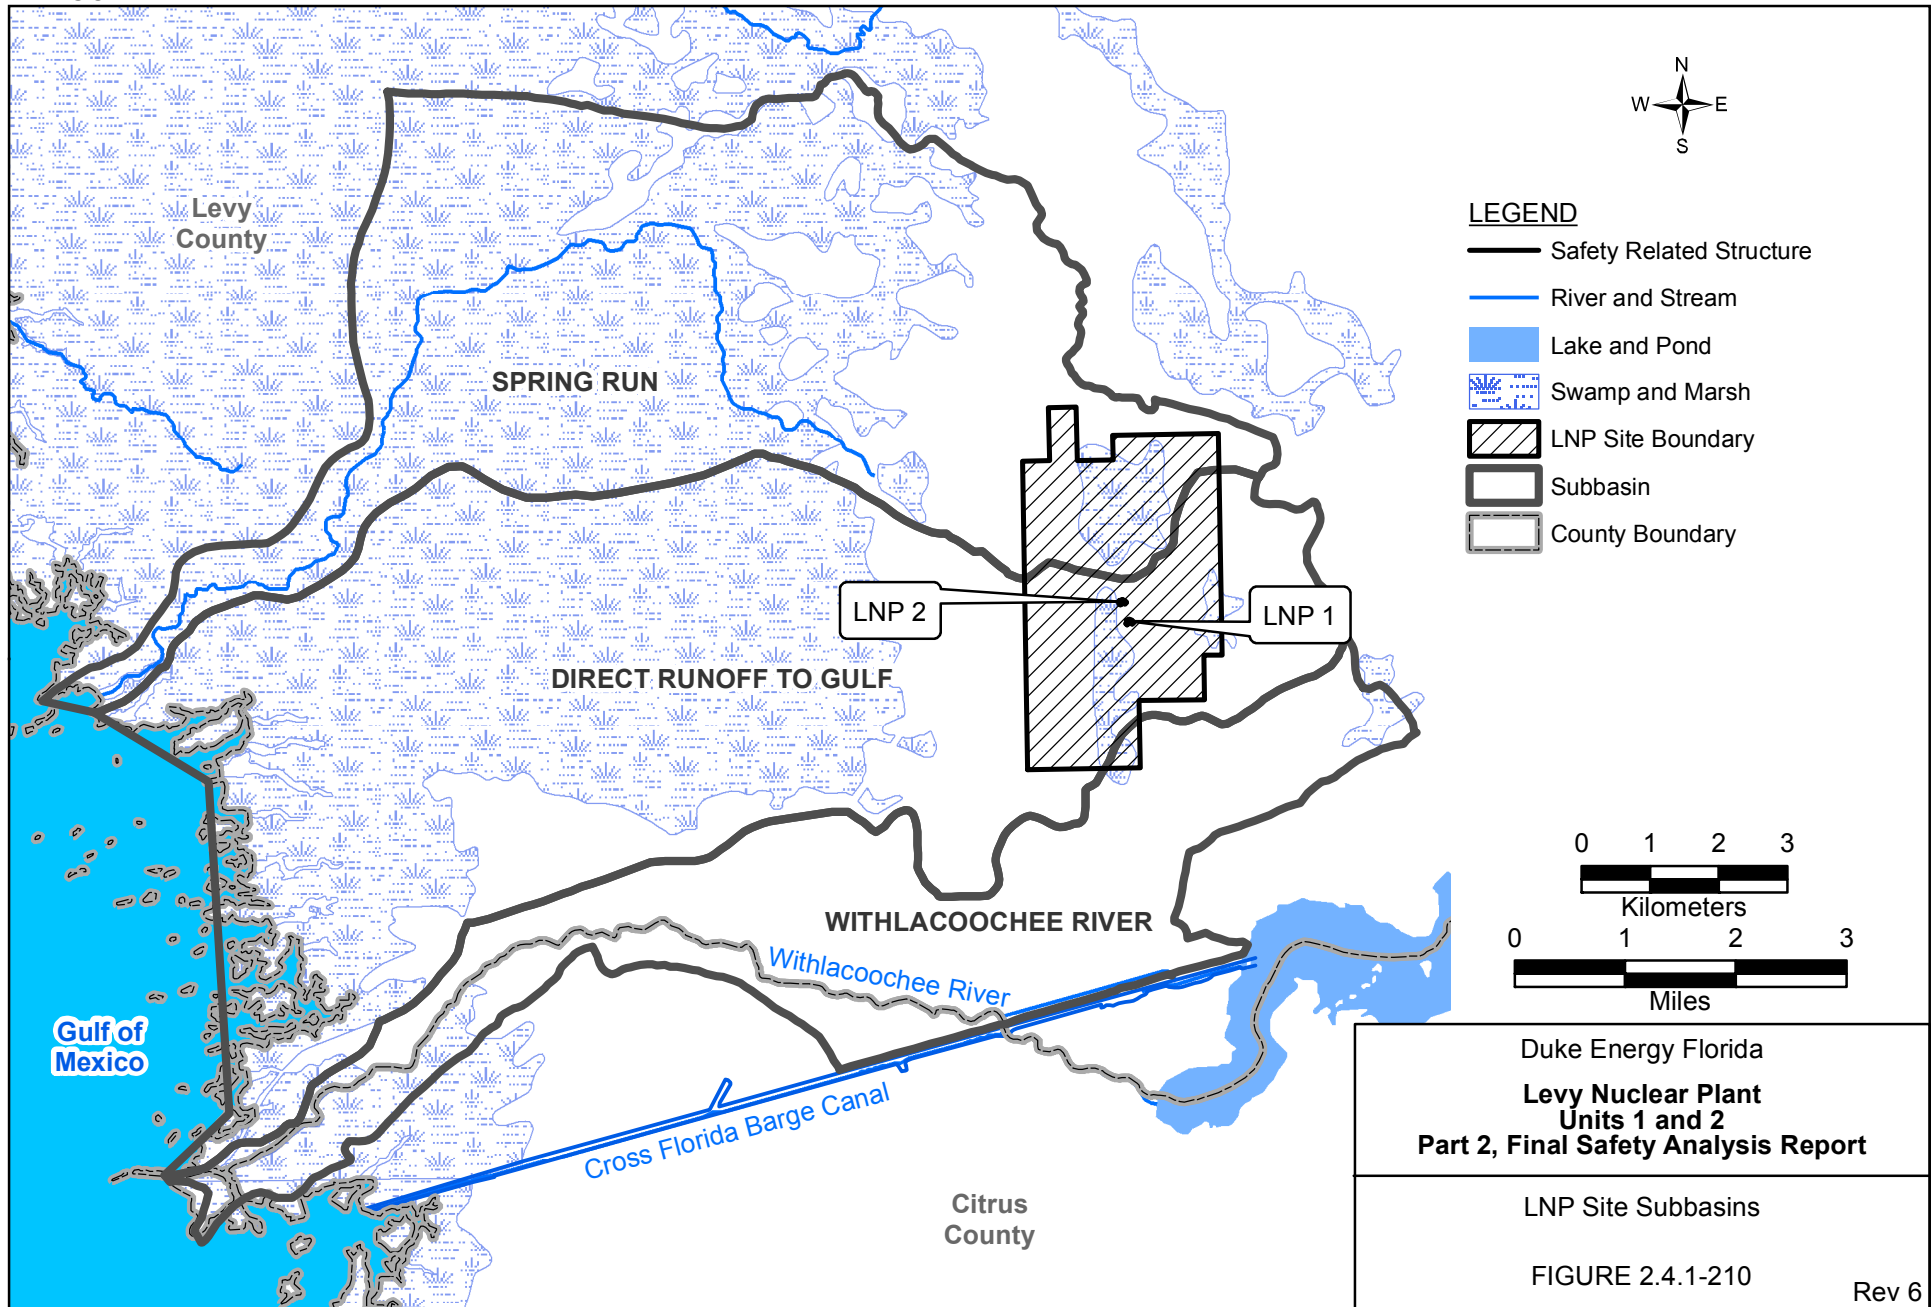 N
W E
S
LEGEND
Safety Related Structure
River and Stream
Lake and Pond
Swamp and Marsh
LNP Site Boundary
Subbasin
County Boundary
Levy
County
SPRING RUN
LNP 2
LNP 1
DIRECT RUNOFF TO GULF
WITHLACOOCHEE RIVER
Withlacoochee River
Gulf of
Mexico
Cross Florida Barge Canal
Citrus
County
0 1 2 3
Kilometers
0 1 2 3
Miles
Duke Energy Florida
Levy Nuclear Plant
Units 1 and 2
Part 2, Final Safety Analysis Report
LNP Site Subbasins
FIGURE 2.4.1-210
Rev 6